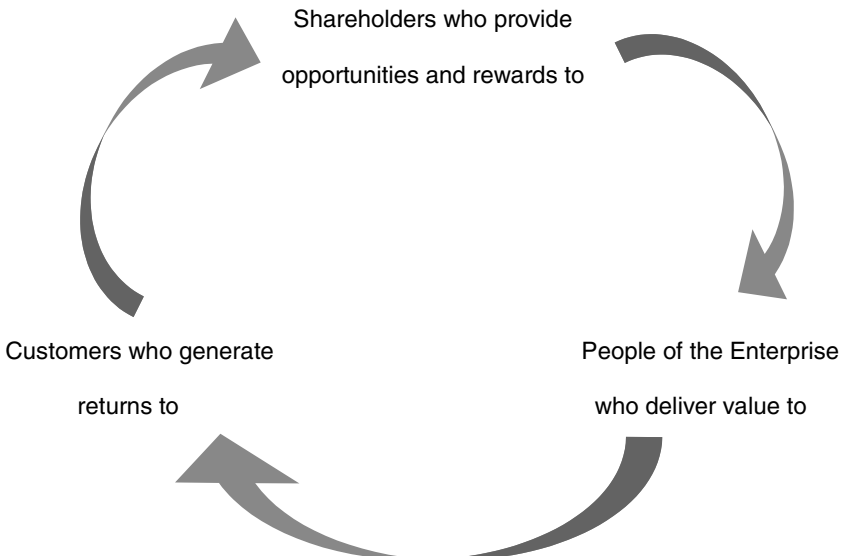 Shareholders who provide
opportunities and rewards to
People of the Enterprise
who deliver value to
Customers who generate
returns to